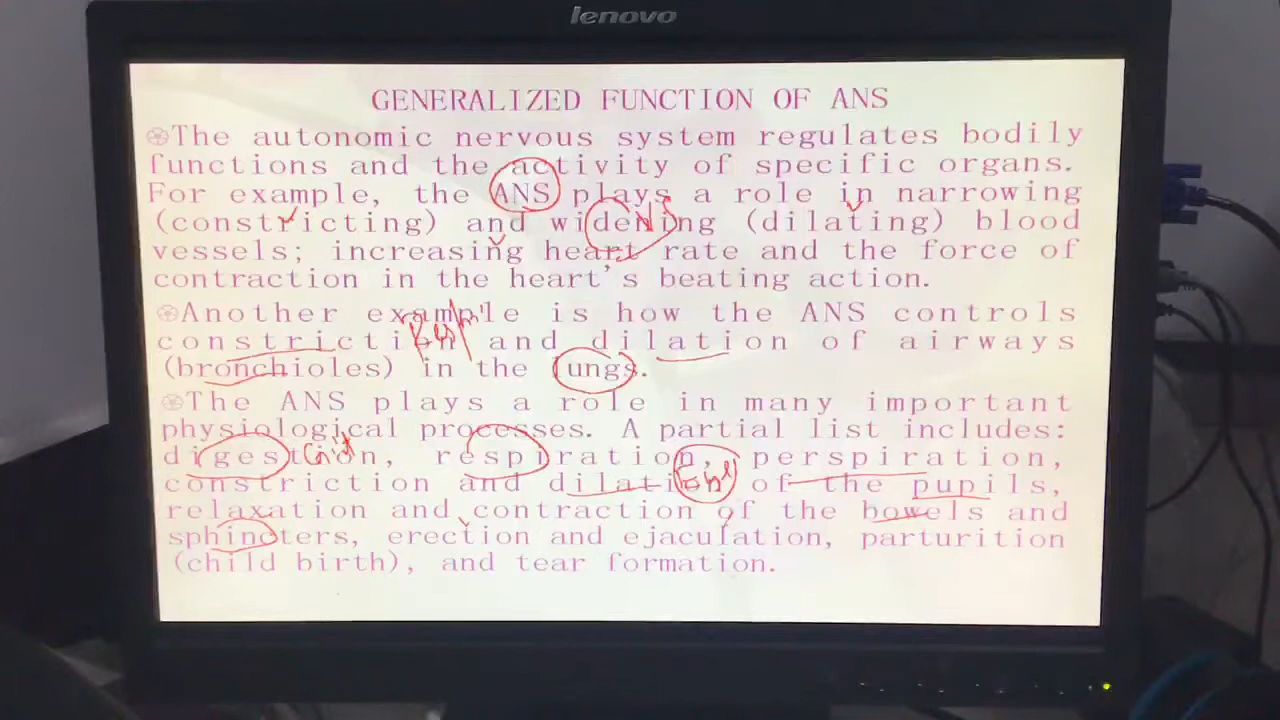 lenovo
GENERALIZED FUNCTION OF ANS
The autonomic nervous system regulates bodily
functions and the activity of specific organs.
For example, the ANS plays a role in narrowing
(constricting) and widening (dilating) blood
vessels; increasing heart rate and the force of
contraction in the heart's beating action.
Another example is how the ANS controls
constriction and dilation of airways
(bronchioles) in the lungs.
The ANS plays a role in many important
physiological processes. A partial list includes:
digestion, respiration, perspiration,
constriction and dilation of the pupils,
relaxation and contraction of the bowels and
sphincters, erection and ejaculation, parturition
(child birth), and tear formation.